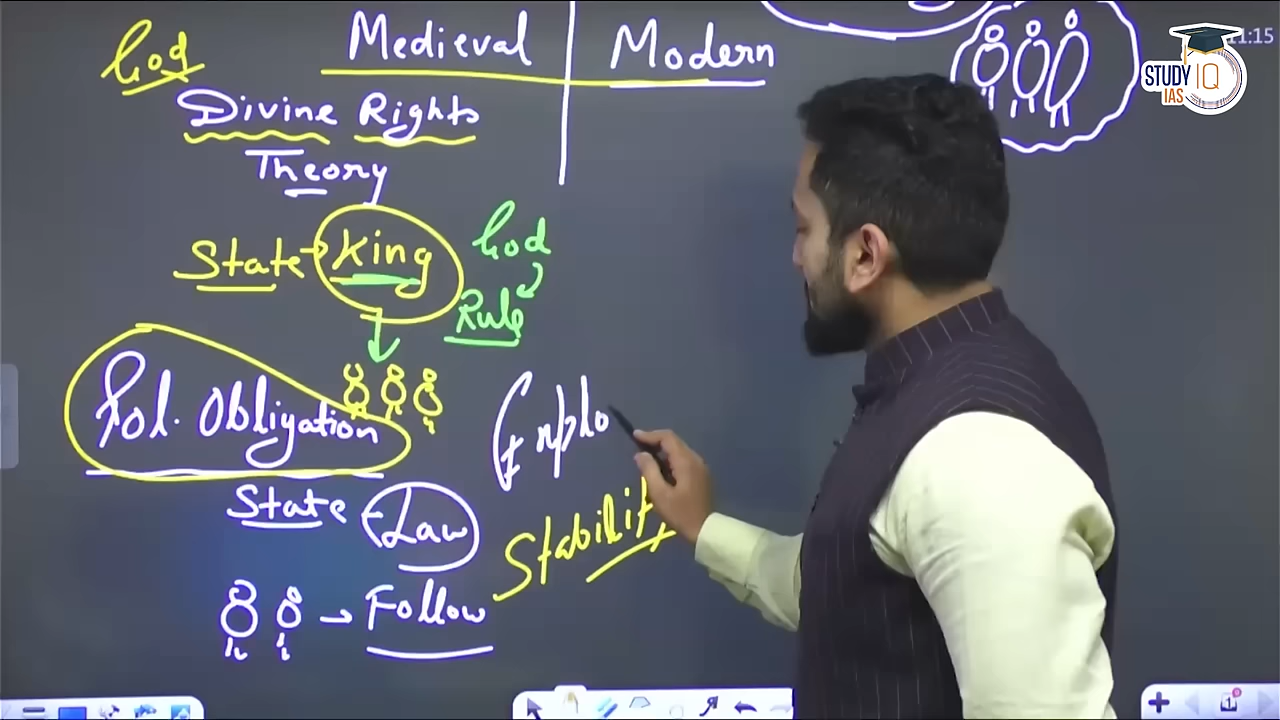 God
Medieval
Modern
11:15
STUDY IQ
IAS
Divine Rights
Theory
State → King
God
Rule
Pol. Obligation
Explo
State
Law
Stability
Follow